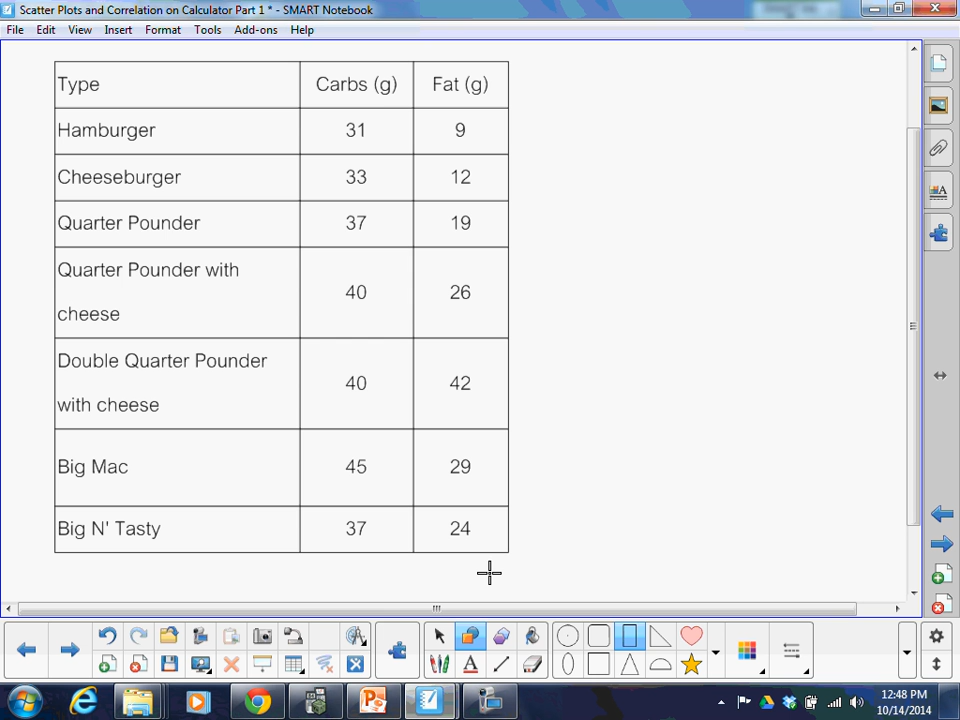 Scatter Plots and Correlation on Calculator Part 1 * - SMART Notebook
File Edit View Insert Format Tools Add-ons Help
Type Carbs (g) Fat (g)
Hamburger 31 9
Cheeseburger 33 12
Quarter Pounder 37 19
Quarter Pounder with
cheese 40 26
Double Quarter Pounder
with cheese 40 42
Big Mac 45 29
Big N' Tasty 37 24
12:48 PM
10/14/2014